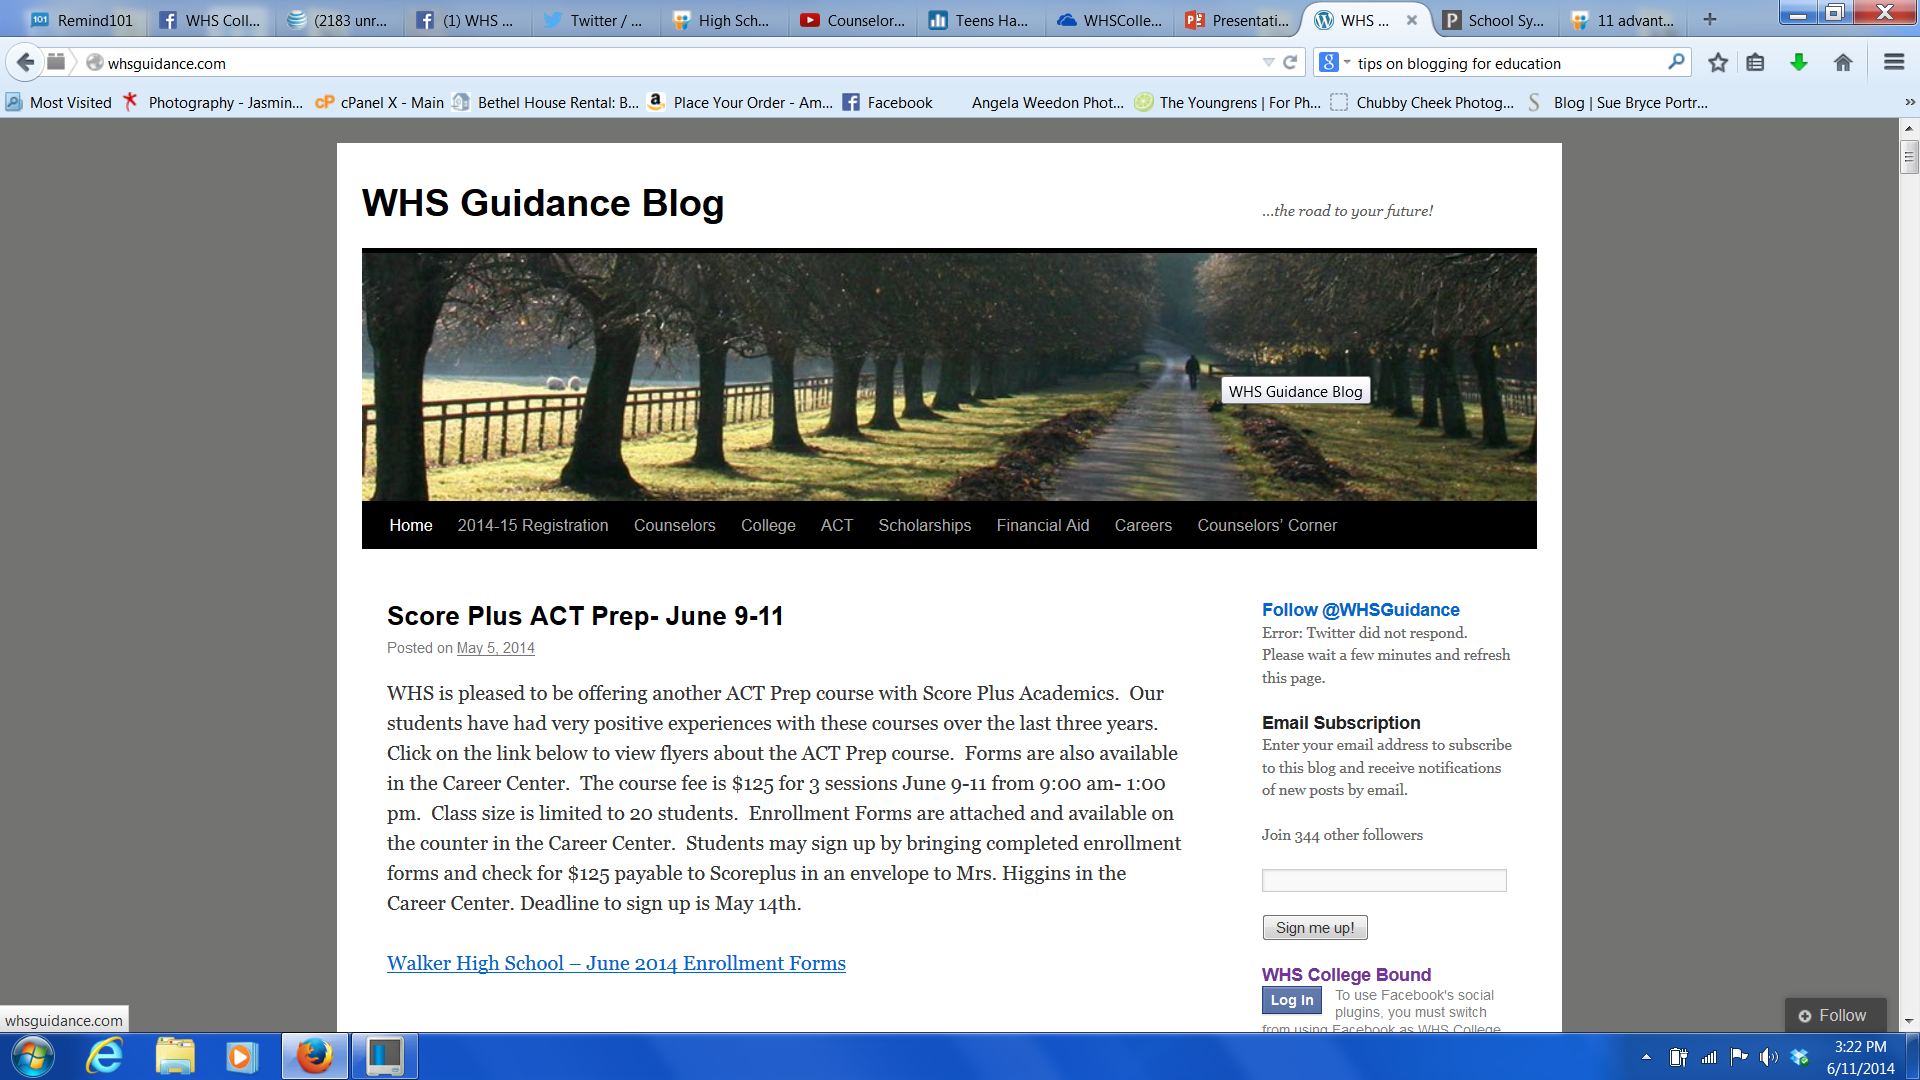 Remind101
WHS Coll...
(2183 unr...
(1) WHS ...
Twitter / ...
High Sch...
Counselor...
Teens Ha...
WHSColle...
Presentati...
WHS ...
School Sy...
11 advant...
whsguidance.com
tips on blogging for education
Most Visited
Photography - Jasmin...
cPanel X - Main
Bethel House Rental: B...
Place Your Order - Am...
Facebook
Angela Weedon Phot...
The Youngrens | For Ph...
Chubby Cheek Photog...
Blog | Sue Bryce Portr...
WHS Guidance Blog
...the road to your future!
WHS Guidance Blog
Home 2014-15 Registration Counselors College ACT Scholarships Financial Aid Careers Counselors' Corner
Score Plus ACT Prep- June 9-11
Posted on May 5, 2014
WHS is pleased to be offering another ACT Prep course with Score Plus Academics.  Our
students have had very positive experiences with these courses over the last three years.
Click on the link below to view flyers about the ACT Prep course.  Forms are also available
in the Career Center.  The course fee is $125 for 3 sessions June 9-11 from 9:00 am- 1:00
pm.  Class size is limited to 20 students.  Enrollment Forms are attached and available on
the counter in the Career Center.  Students may sign up by bringing completed enrollment
forms and check for $125 payable to Scoreplus in an envelope to Mrs. Higgins in the
Career Center. Deadline to sign up is May 14th.
Walker High School – June 2014 Enrollment Forms
Follow @WHSGuidance
Error: Twitter did not respond.
Please wait a few minutes and refresh
this page.
Email Subscription
Enter your email address to subscribe
to this blog and receive notifications
of new posts by email.
Join 344 other followers
Sign me up!
WHS College Bound
Log In
To use Facebook's social
plugins, you must switch
from using Facebook as WHS College
Follow
whsguidance.com
3:22 PM
6/11/2014